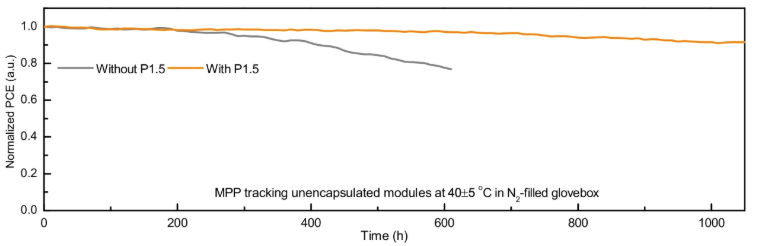 1.0
0.8
0.6
0.4
0.2
0.0
Normalized PCE (a.u.)
Without P1.5 With P1.5
MPP tracking unencapsulated modules at 40±5 °C in N₂-filled glovebox
0 200 400 600 800 1000
Time (h)